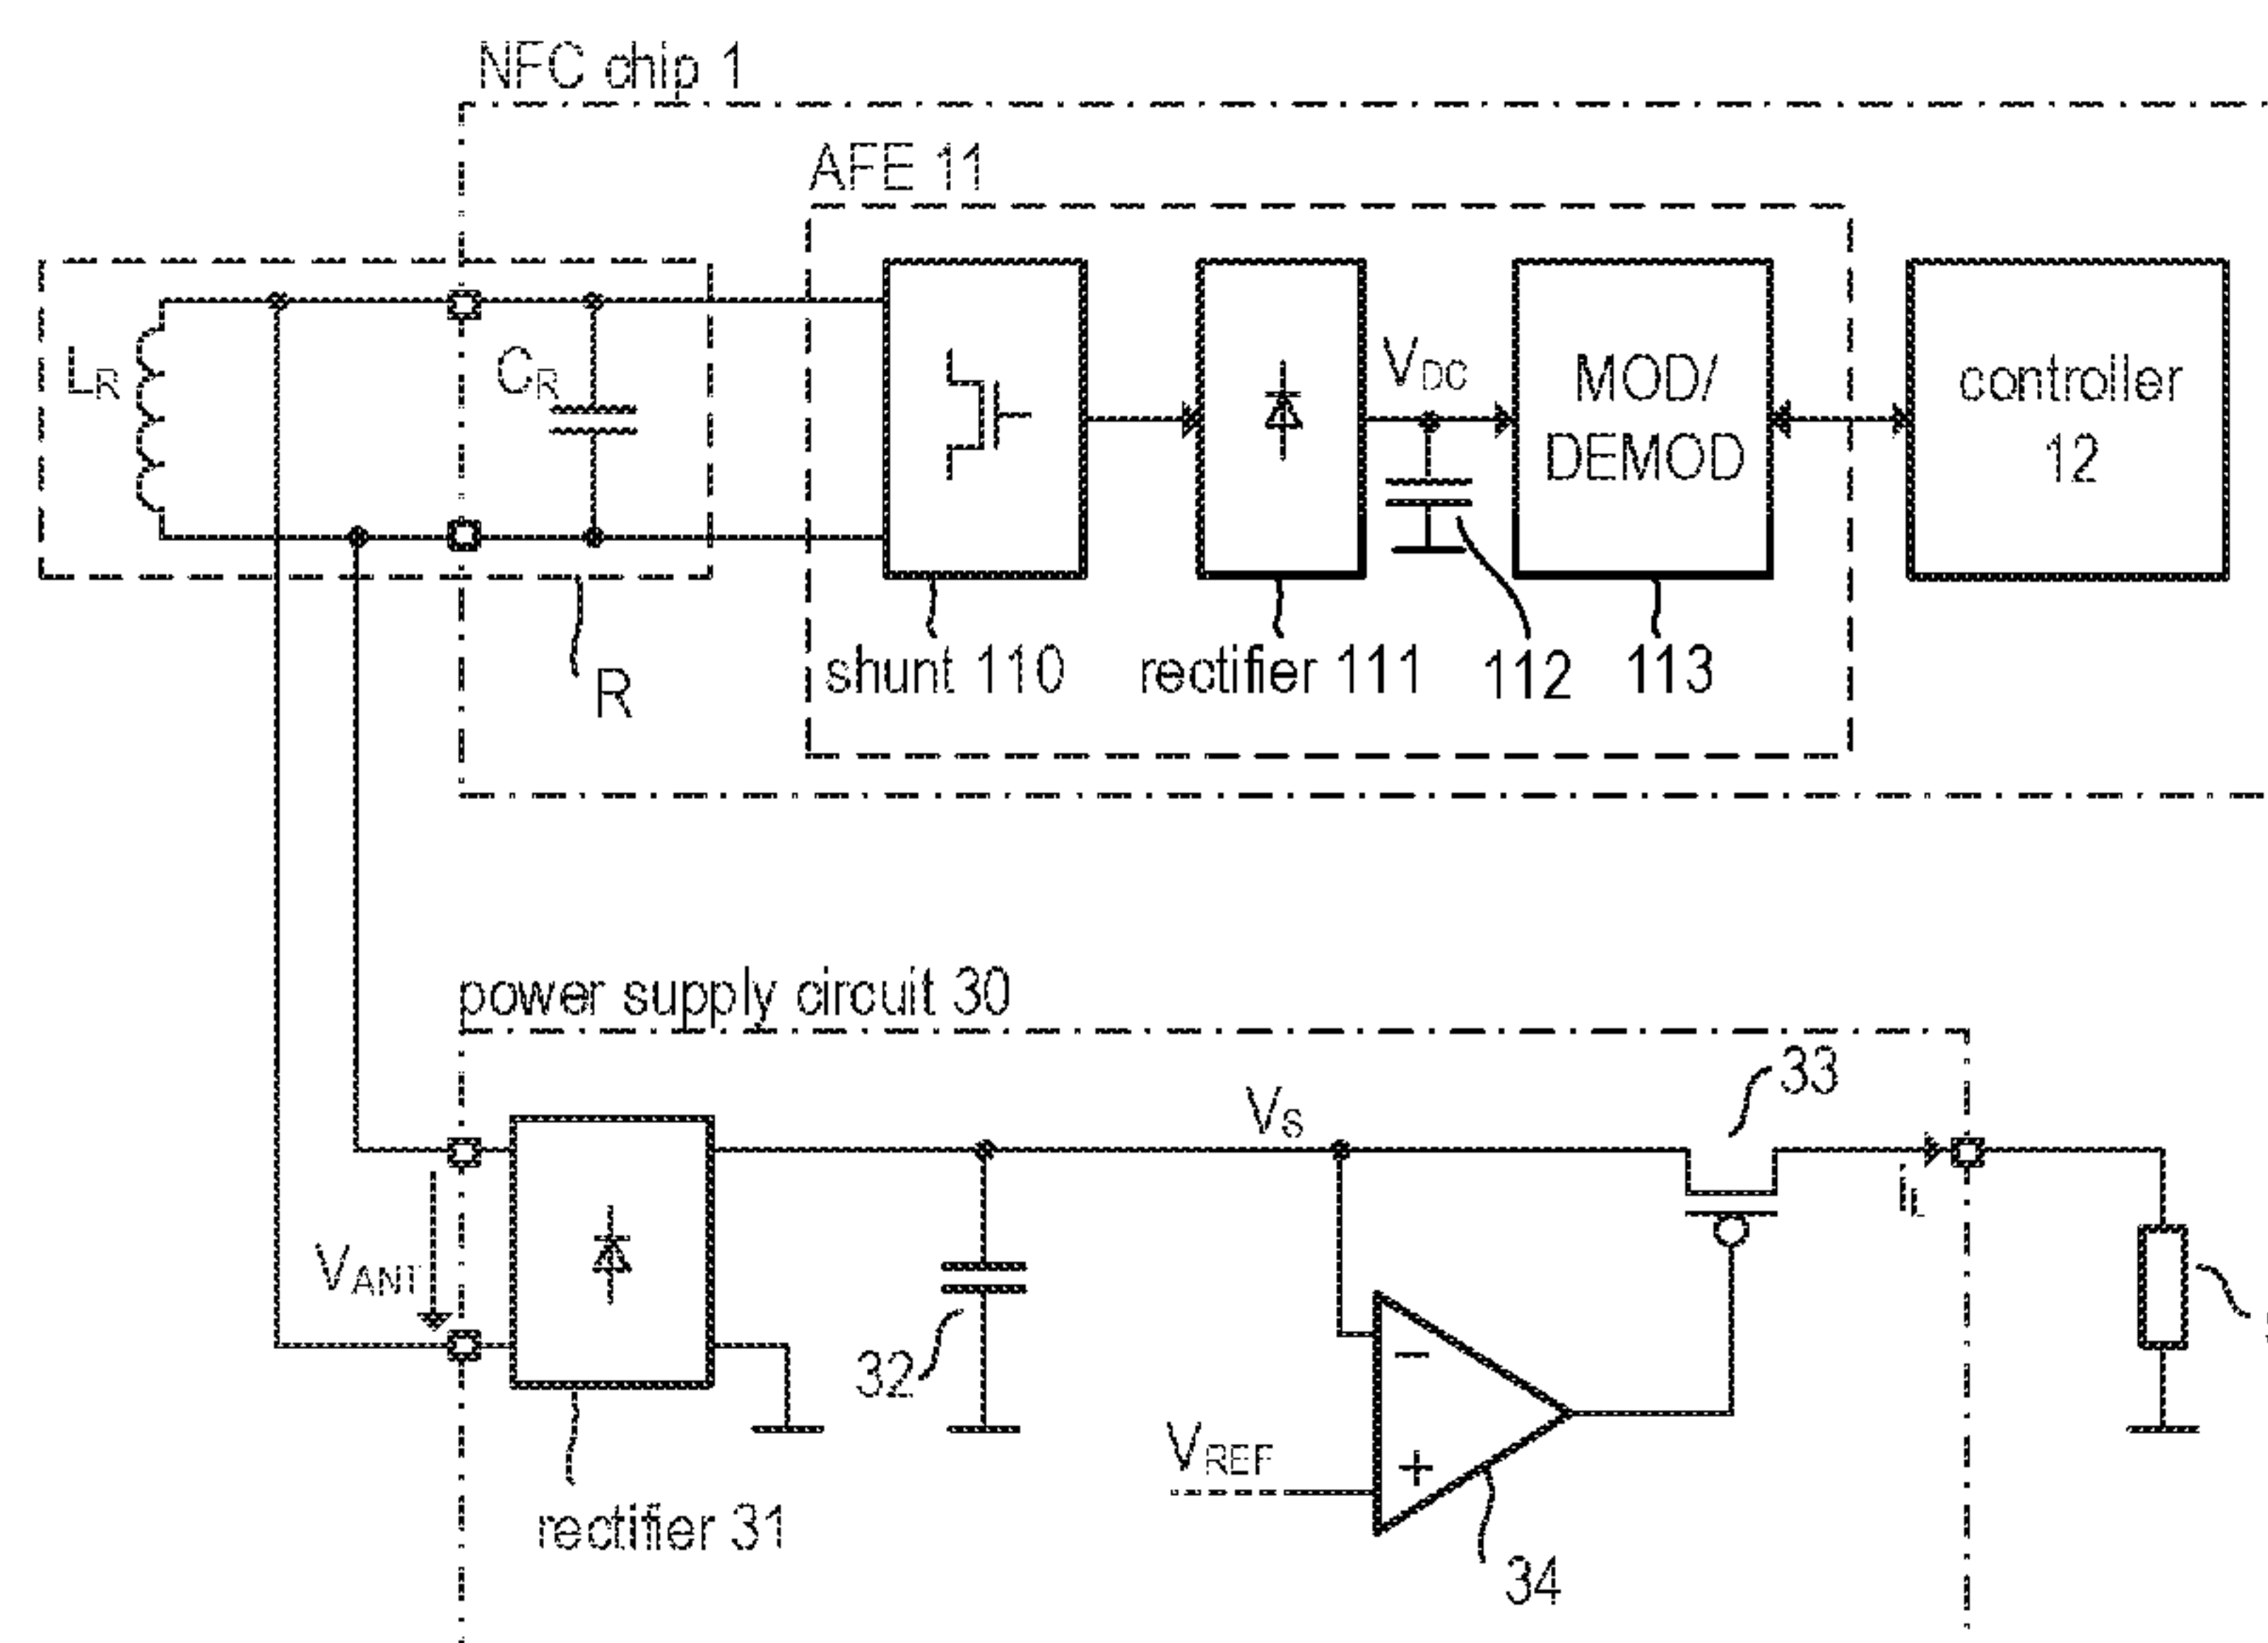 NFC chip 1
AFE 11
LR
CR
VDC
MOD/
DEMOD
controller
12
shunt 110
rectifier 111
112
113
R
power supply circuit 30
33
VS
iL
VANT
32
VREF
−
+
rectifier 31
34